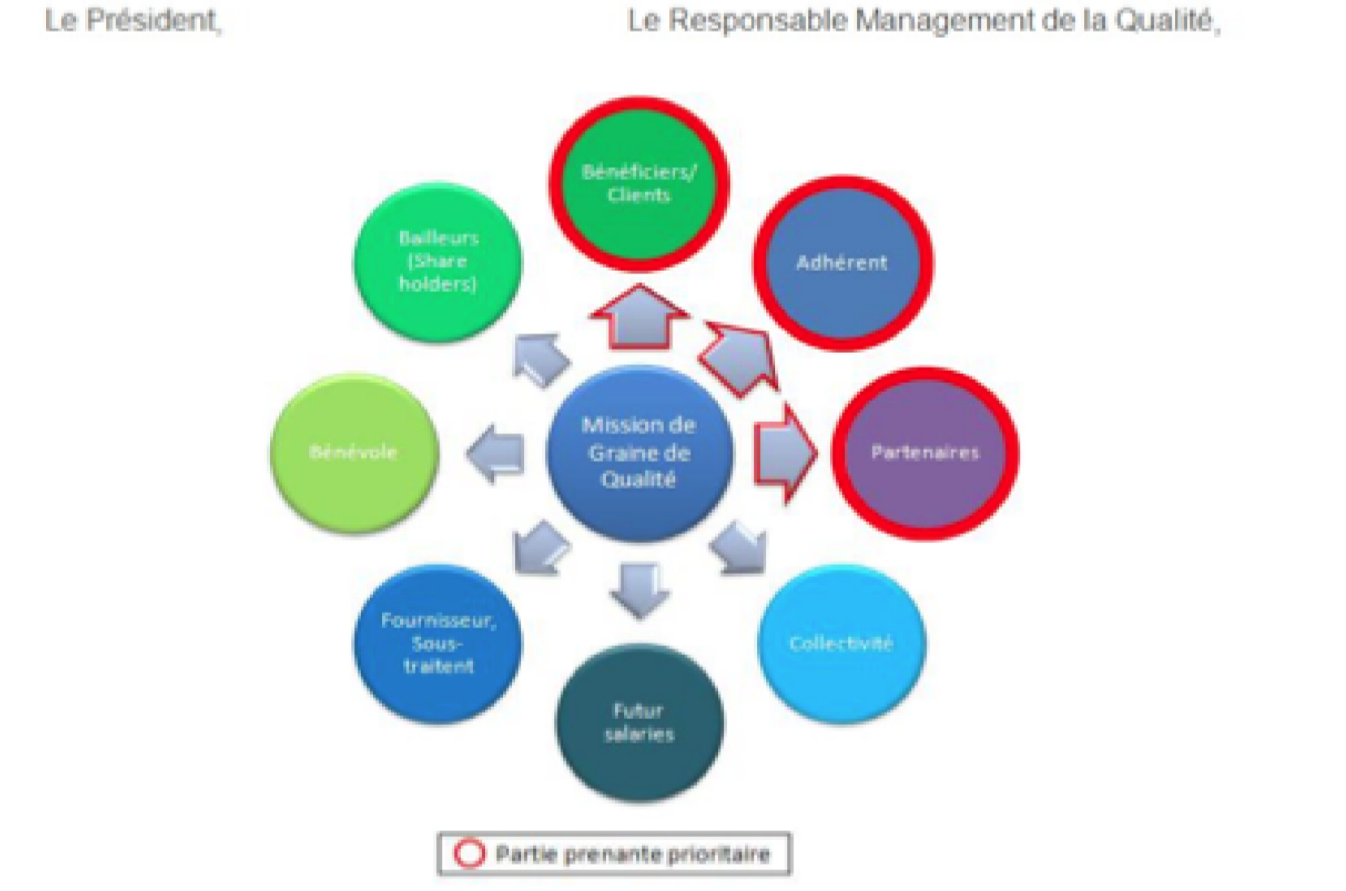 Le Président,
Le Responsable Management de la Qualité,
Bénéficiers/
Clients
Bailleurs
(Share
holders)
Adhérent
Mission de
Graine de
Qualité
Bénévole
Partenaires
Fournisseur,
Sous-
traitent
Collectivité
Futur
salaries
Partie prenante prioritaire